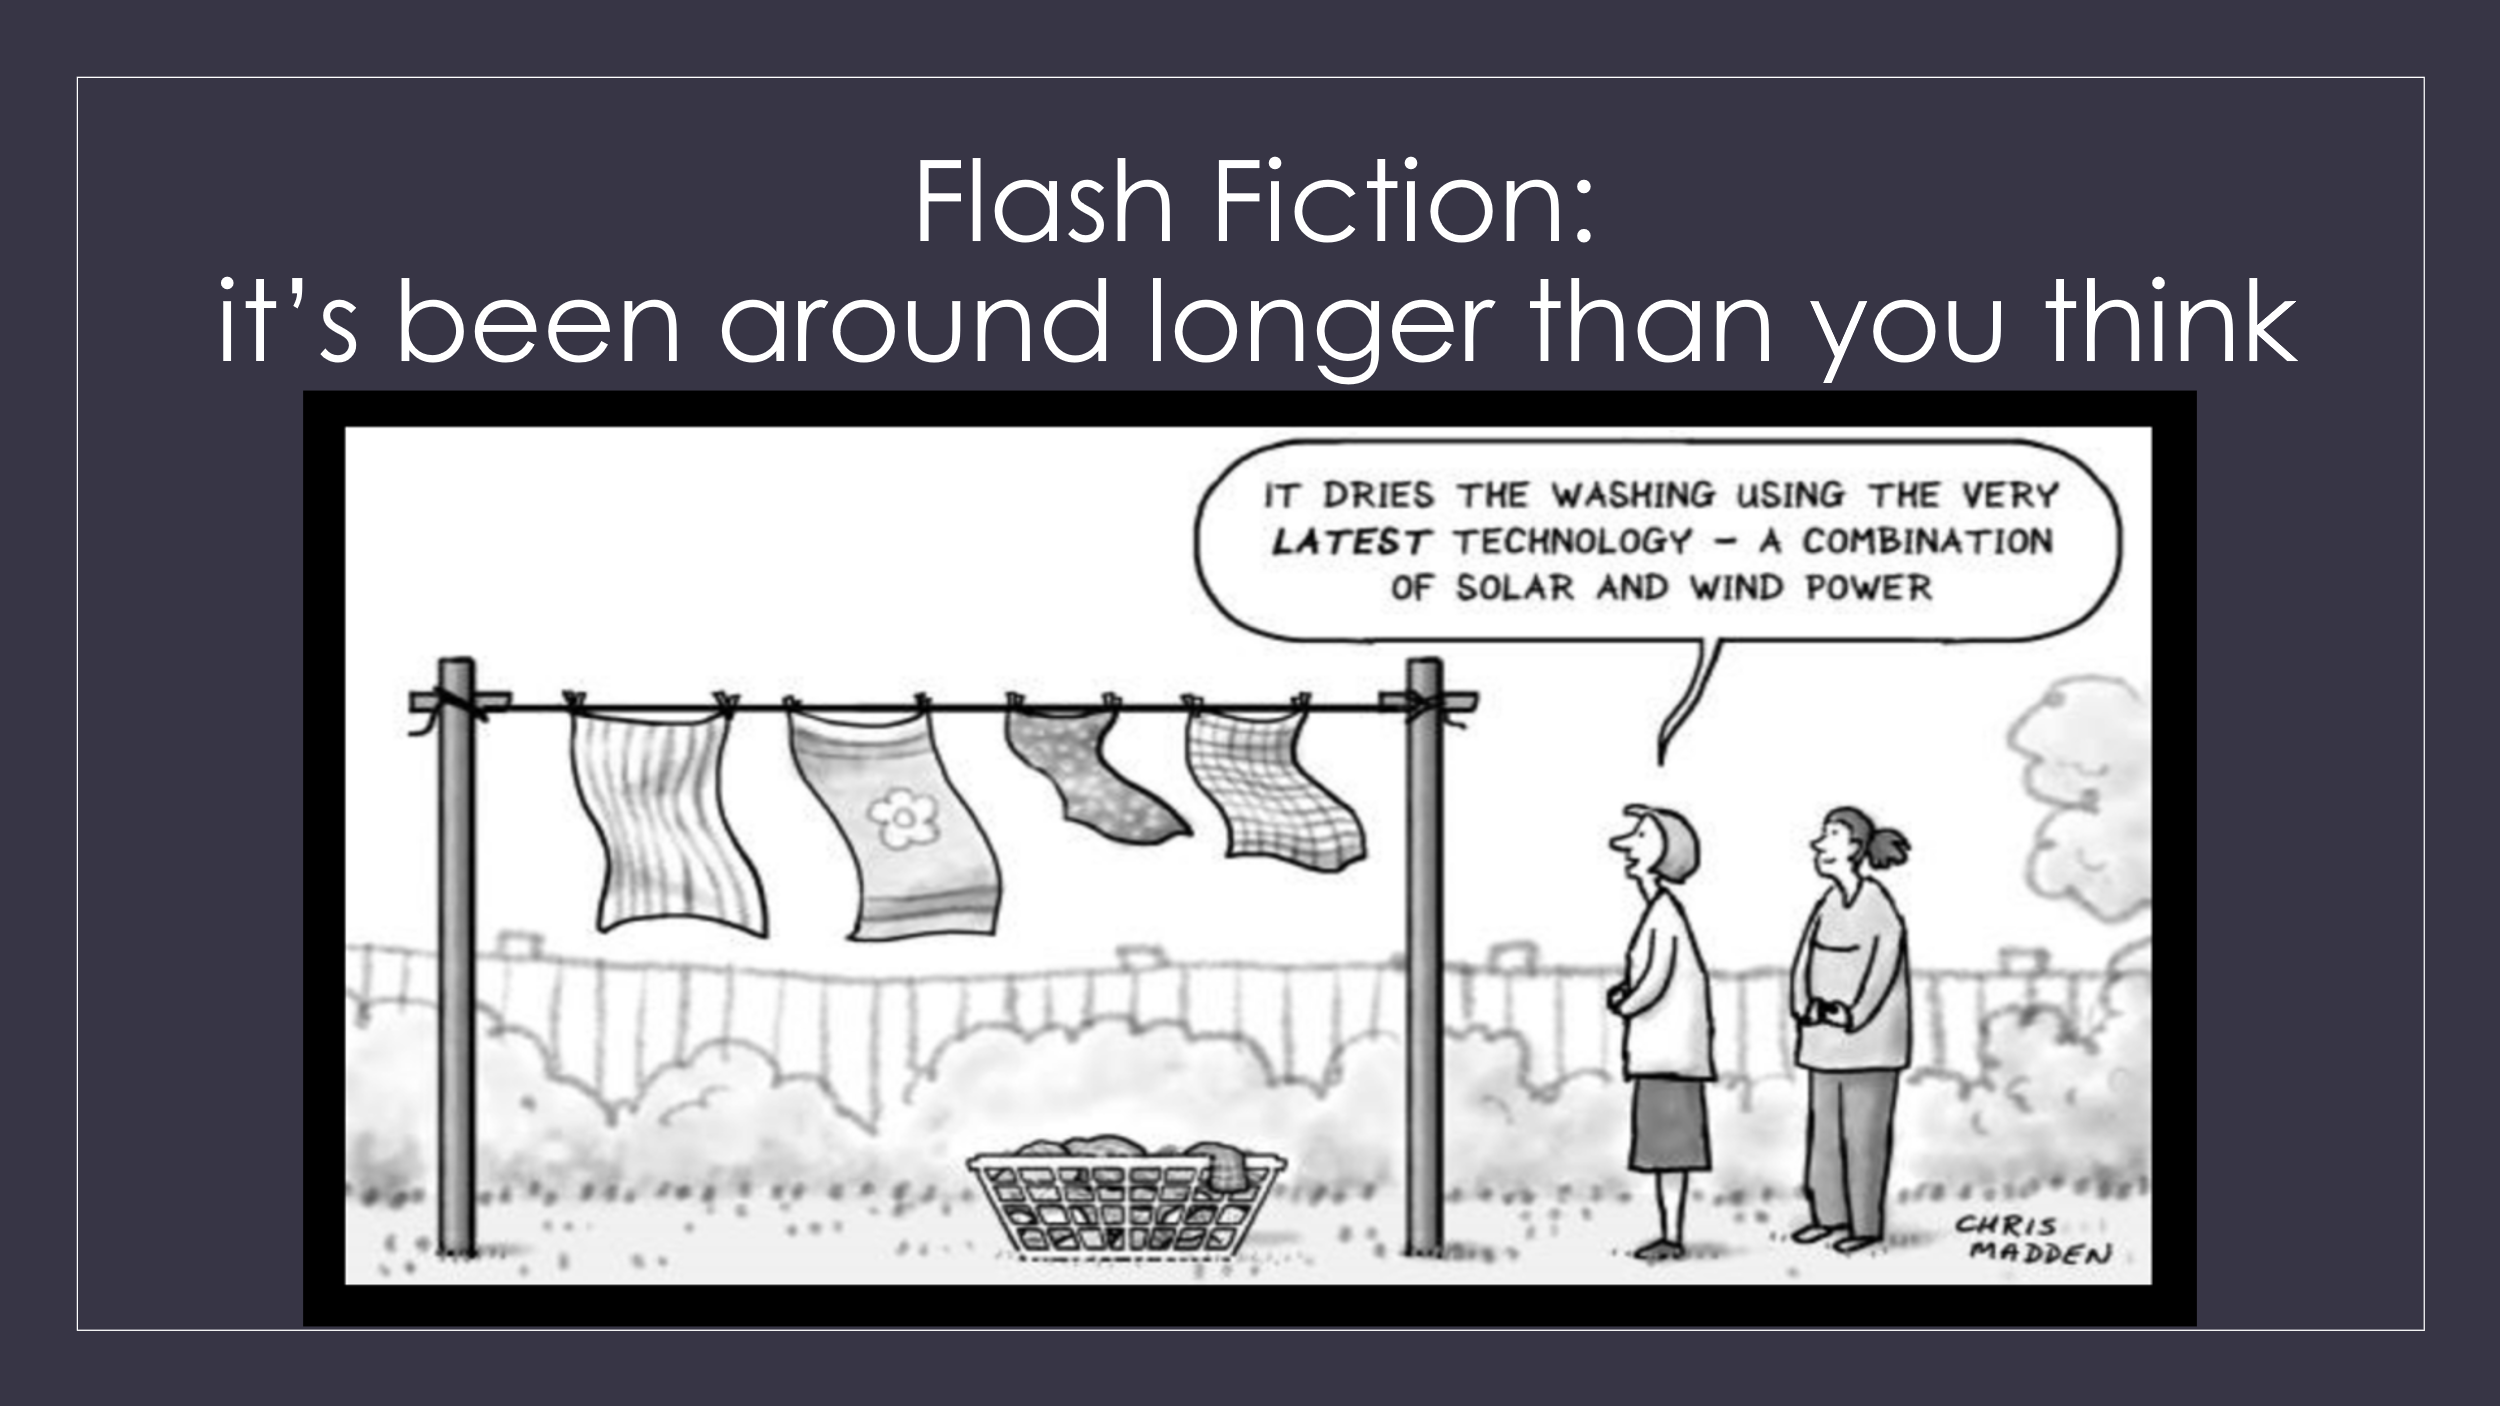 Flash Fiction:
it’s been around longer than you think
IT DRIES THE WASHING USING THE VERY
LATEST TECHNOLOGY – A COMBINATION
OF SOLAR AND WIND POWER
CHRIS
MADDEN